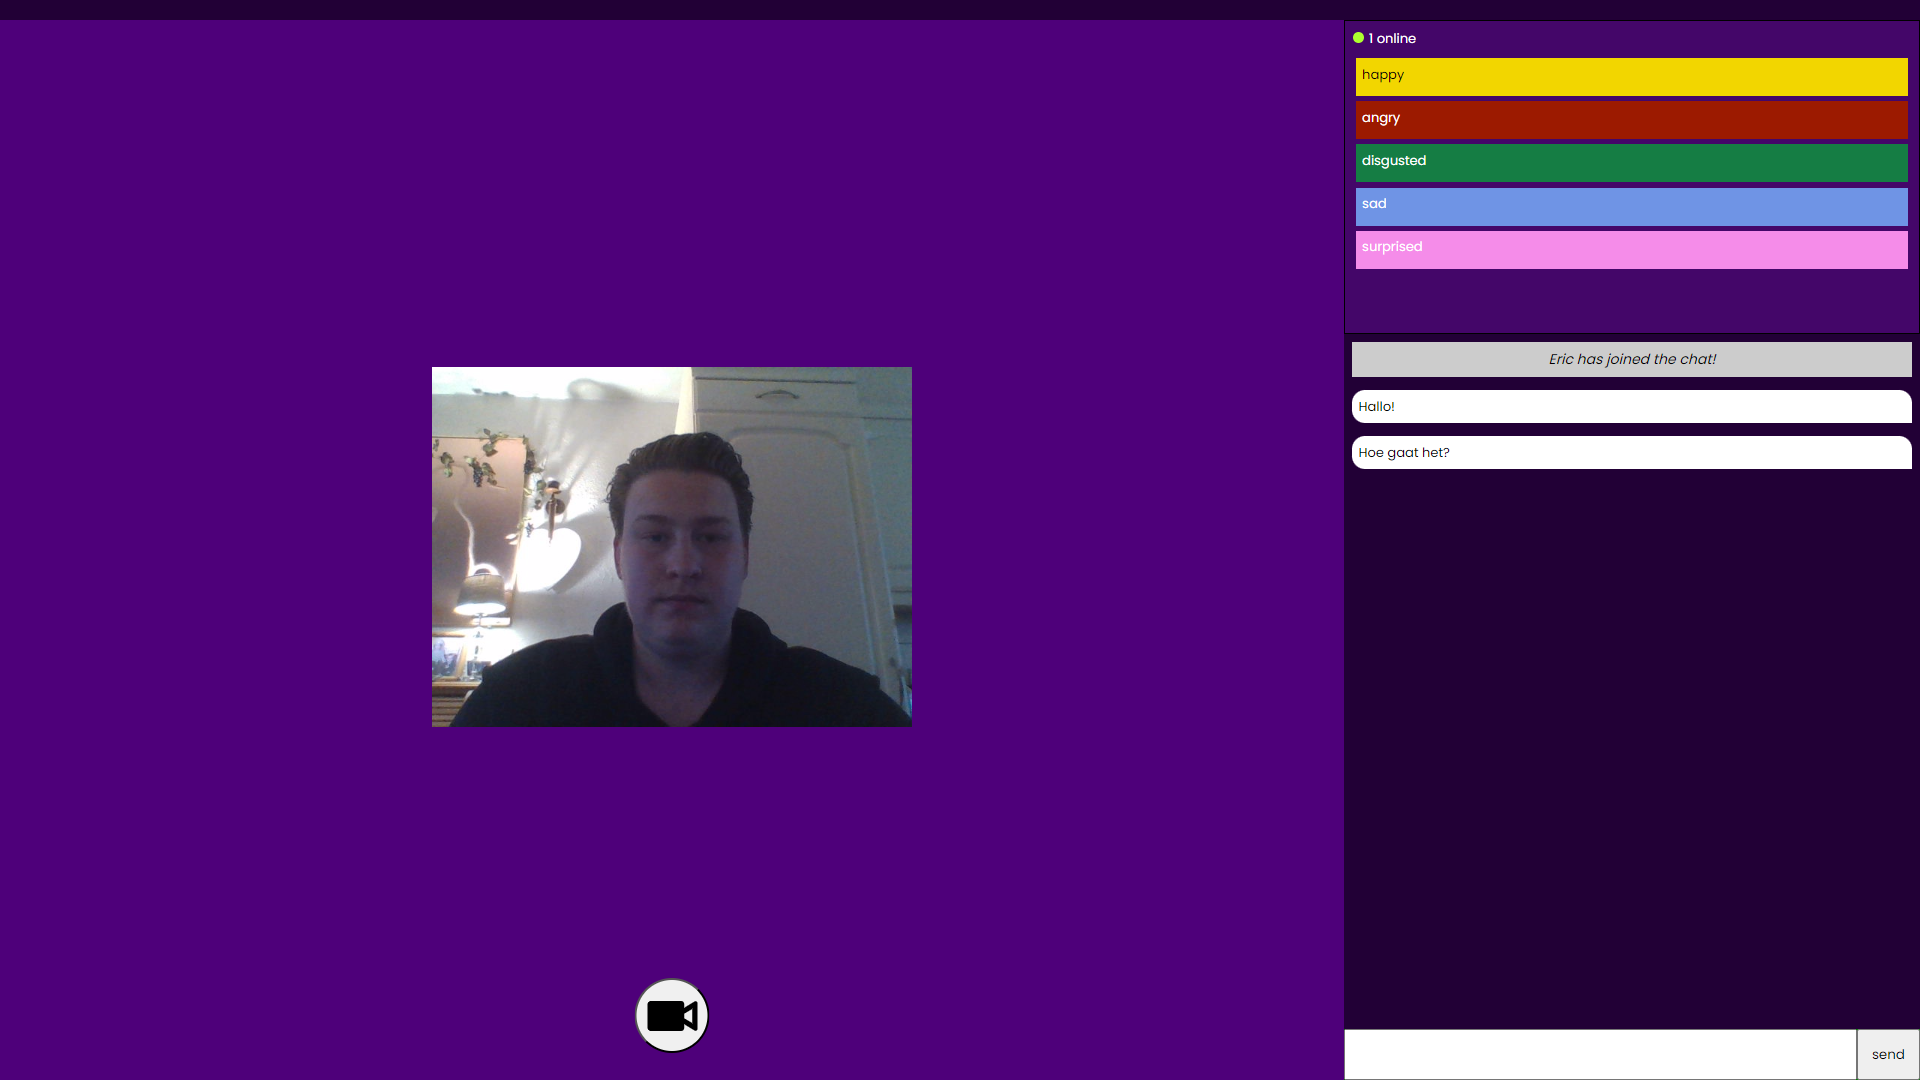 1 online
happy
angry
disgusted
sad
surprised
Eric has joined the chat!
Hallo!
Hoe gaat het?
send